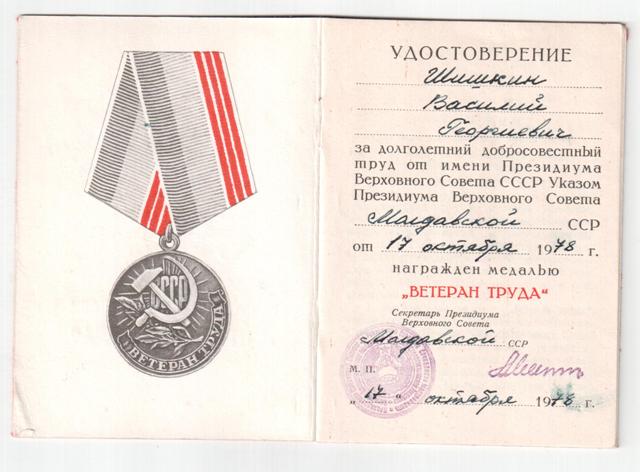 СССР
ВЕТЕРАН ТРУДА
УДОСТОВЕРЕНИЕ
Шишкин
Василий
Георгиевич
за долголетний добросовестный
труд от имени Президиума
Верховного Совета СССР Указом
Президиума Верховного Совета
Молдавской ССР
от 17 октября 1978 г.
награжден медалью
„ВЕТЕРАН ТРУДА“
Секретарь Президиума
Верховного Совета
Молдавской ССР
М. П.
„17“ октября 1978 г.